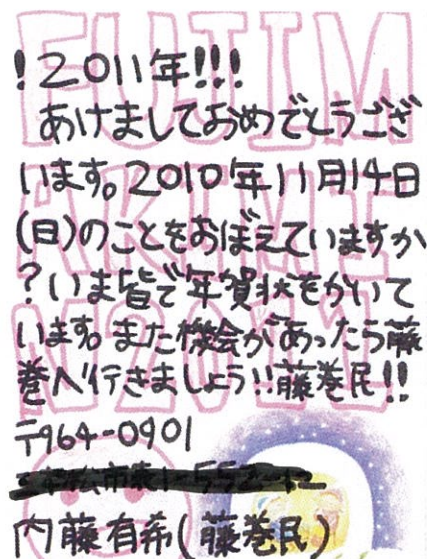 !2011年!!!
あけましておめでとうござ
います。2010年11月14日
(日)のことをおぼえていますか
?いま皆で年賀状をかいて
います。また機会があったら藤
巻へ行きましょう!!藤巻民!!
〒964-0901
内藤有希(藤巻民)
FUJIM
AKIMI
N2011